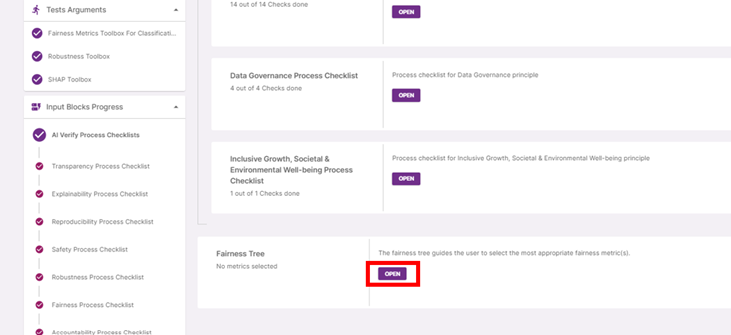 Tests Arguments
Fairness Metrics Toolbox For Classificati...
Robustness Toolbox
SHAP Toolbox
Input Blocks Progress
AI Verify Process Checklists
Transparency Process Checklist
Explainability Process Checklist
Reproducibility Process Checklist
Safety Process Checklist
Robustness Process Checklist
Fairness Process Checklist
Accountability Process Checklist
14 out of 14 Checks done
OPEN
Data Governance Process Checklist
4 out of 4 Checks done
Process checklist for Data Governance principle
OPEN
Inclusive Growth, Societal &
Environmental Well-being Process
Checklist
1 out of 1 Checks done
Process checklist for Inclusive Growth, Societal & Environmental Well-being principle
OPEN
Fairness Tree
No metrics selected
The fairness tree guides the user to select the most appropriate fairness metric(s).
OPEN